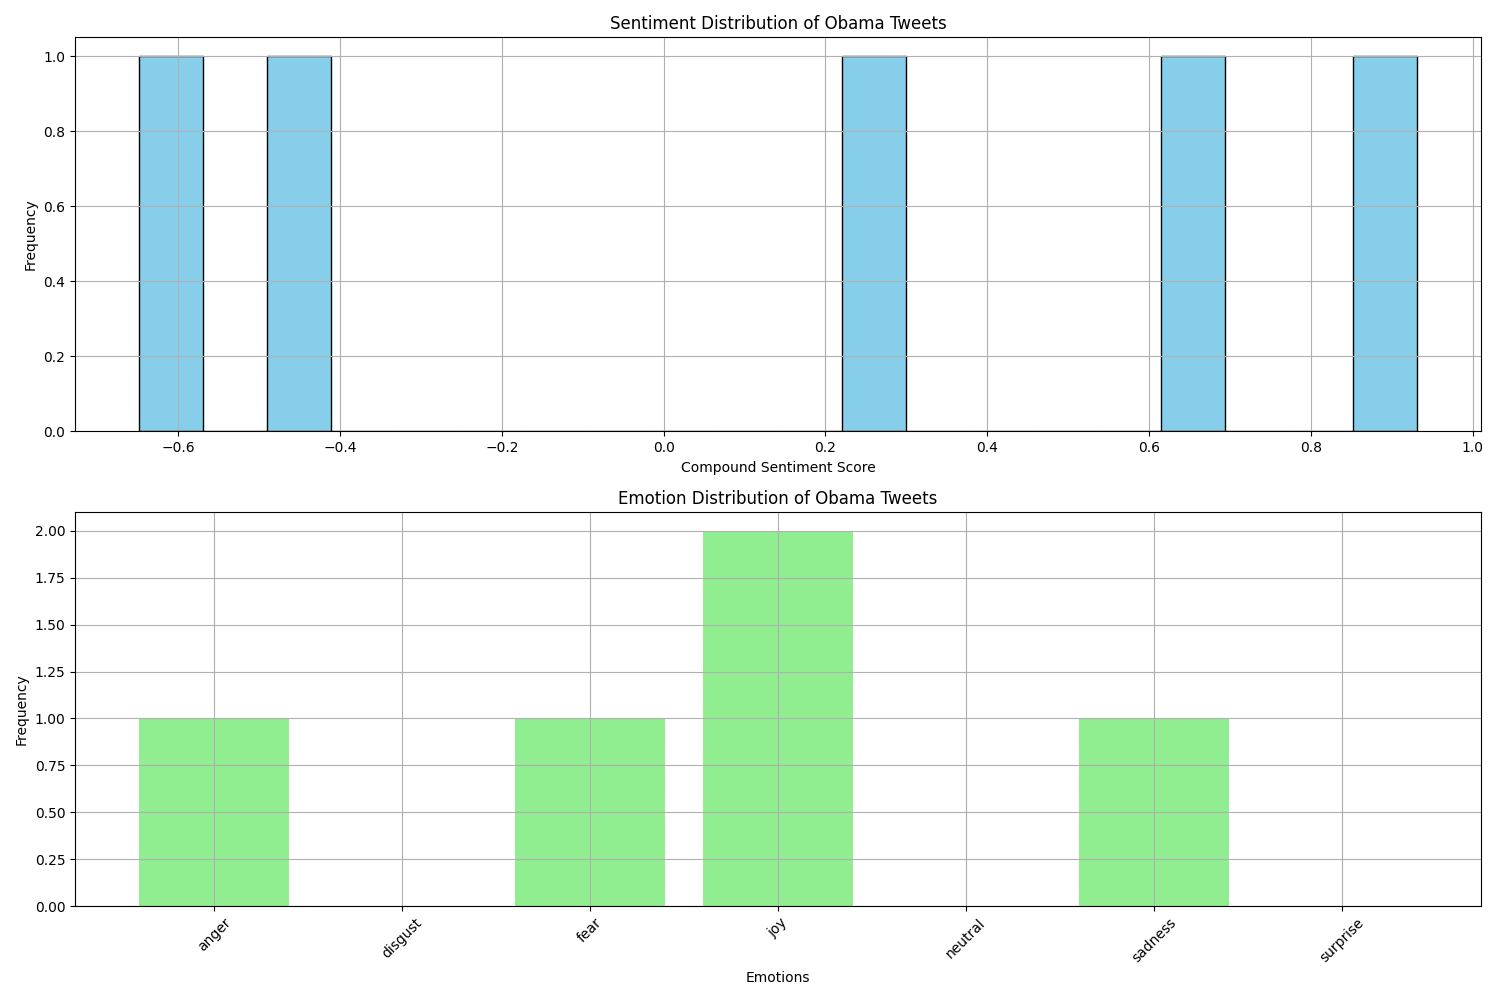 Sentiment Distribution of Obama Tweets
1.0
0.8
0.6
0.4
0.2
0.0
Frequency
−0.6 −0.4 −0.2 0.0 0.2 0.4 0.6 0.8 1.0
Compound Sentiment Score
Emotion Distribution of Obama Tweets
2.00
1.75
1.50
1.25
1.00
0.75
0.50
0.25
0.00
Frequency
anger disgust fear joy neutral sadness surprise
Emotions